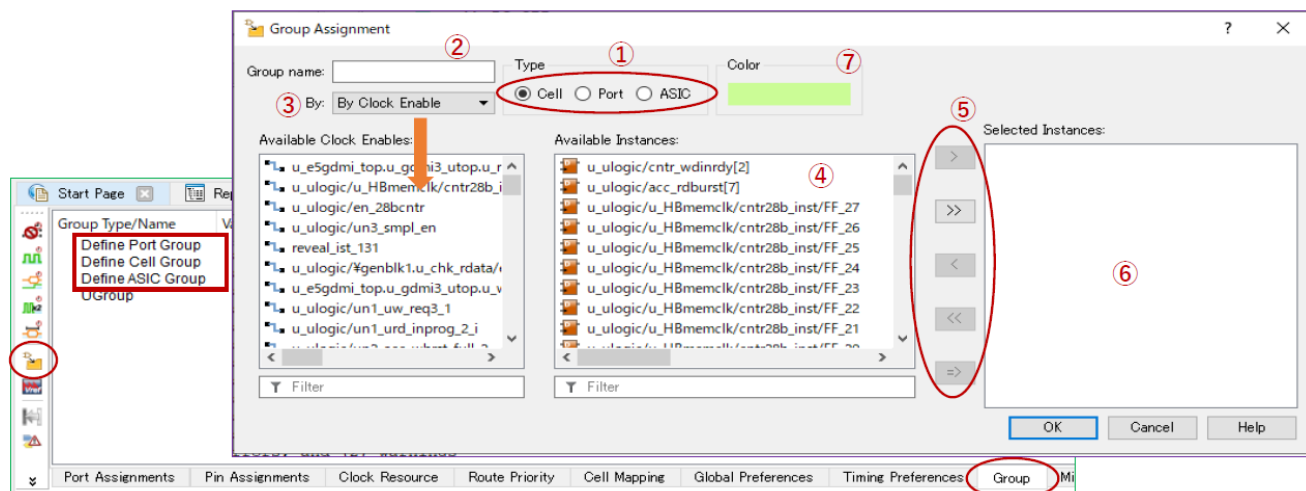 Group Assignment
?
②
①
⑦
Group name:
Type
Color
③ By: By Clock Enable
Cell Port ASIC
⑤
Available Clock Enables:
Available Instances:
Selected Instances:
u_e5gdmi_top.u_gdmi3_utop.u_r
u_ulogic/u_HBmemclk/cntr28b_i
u_ulogic/en_28bcntr
u_ulogic/un3_smpl_en
reveal_ist_131
u_ulogic/¥genblk1.u_chk_rdata/
u_e5gdmi_top.u_gdmi3_utop.u_v
u_ulogic/un1_uw_req3_1
u_ulogic/un1_urd_inprog_2_i
u_ulogic/cntr_wdinrdy[2]
u_ulogic/acc_rdburst[7]
④
u_ulogic/u_HBmemclk/cntr28b_inst/FF_27
u_ulogic/u_HBmemclk/cntr28b_inst/FF_26
u_ulogic/u_HBmemclk/cntr28b_inst/FF_25
u_ulogic/u_HBmemclk/cntr28b_inst/FF_24
u_ulogic/u_HBmemclk/cntr28b_inst/FF_23
u_ulogic/u_HBmemclk/cntr28b_inst/FF_22
u_ulogic/u_HBmemclk/cntr28b_inst/FF_21
>
>>
<
<<
=>
⑥
Filter
Filter
OK Cancel Help
Start Page Rep
Group Type/Name
Define Port Group
Define Cell Group
Define ASIC Group
UGroup
Port Assignments Pin Assignments Clock Resource Route Priority Cell Mapping Global Preferences Timing Preferences Group Mi